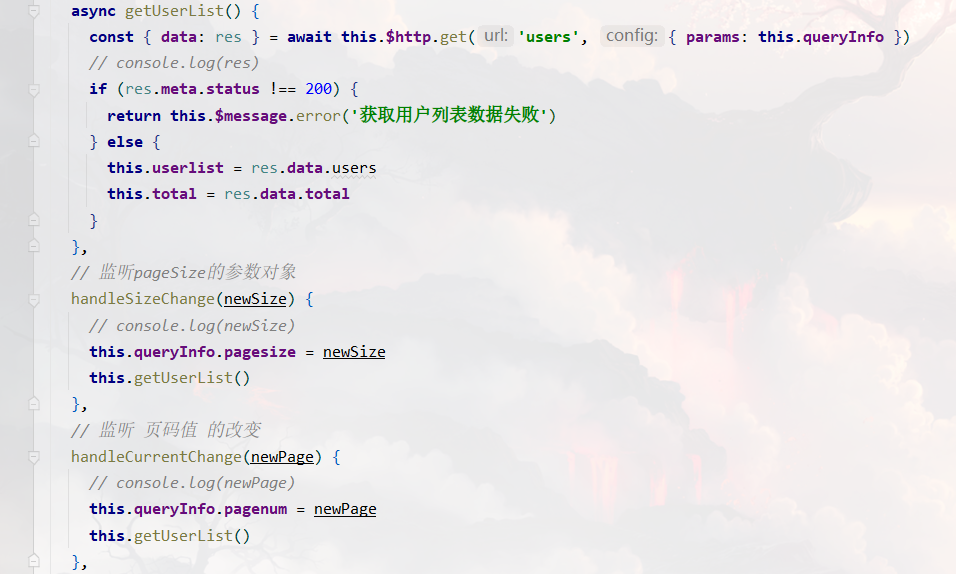 async getUserList() {
const { data: res } = await this.$http.get( url: 'users', config: { params: this.queryInfo })
// console.log(res)
if (res.meta.status !== 200) {
return this.$message.error('获取用户列表数据失败')
} else {
this.userlist = res.data.users
this.total = res.data.total
}
},
// 监听pageSize的参数对象
handleSizeChange(newSize) {
// console.log(newSize)
this.queryInfo.pagesize = newSize
this.getUserList()
},
// 监听 页码值 的改变
handleCurrentChange(newPage) {
// console.log(newPage)
this.queryInfo.pagenum = newPage
this.getUserList()
},